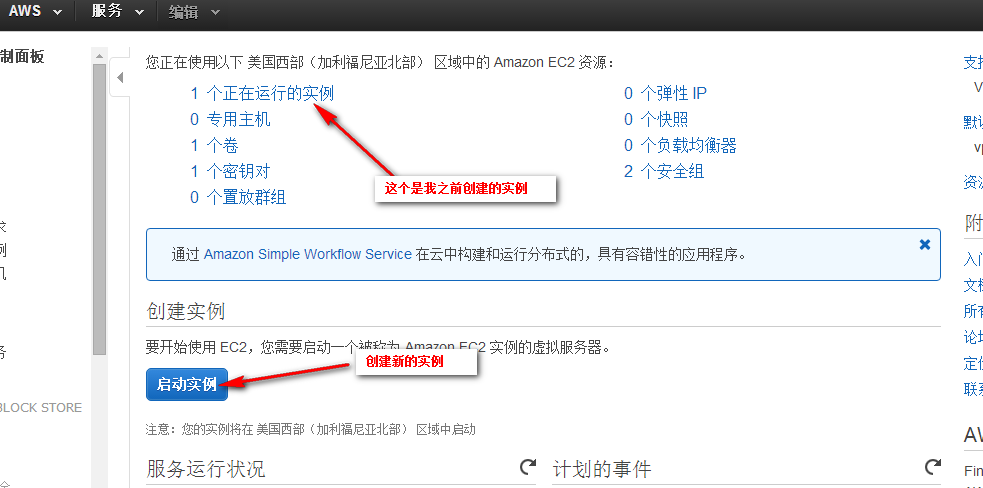 AWS 服务 编辑
制面板
您正在使用以下 美国西部（加利福尼亚北部） 区域中的 Amazon EC2 资源：
1 个正在运行的实例
0 专用主机
1 个卷
1 个密钥对
0 个置放群组
0 个弹性 IP
0 个快照
0 个负载均衡器
2 个安全组
这个是我之前创建的实例
通过 Amazon Simple Workflow Service 在云中构建和运行分布式的，具有容错性的应用程序。
创建实例
要开始使用 EC2，您需要启动一个被称为 Amazon EC2 实例的虚拟服务器。
创建新的实例
启动实例
注意：您的实例将在 美国西部（加利福尼亚北部） 区域中启动
服务运行状况
计划的事件
例
务
BLOCK STORE
V
vp
附
入门
文档
所有
论坛
联系
AW
Fin